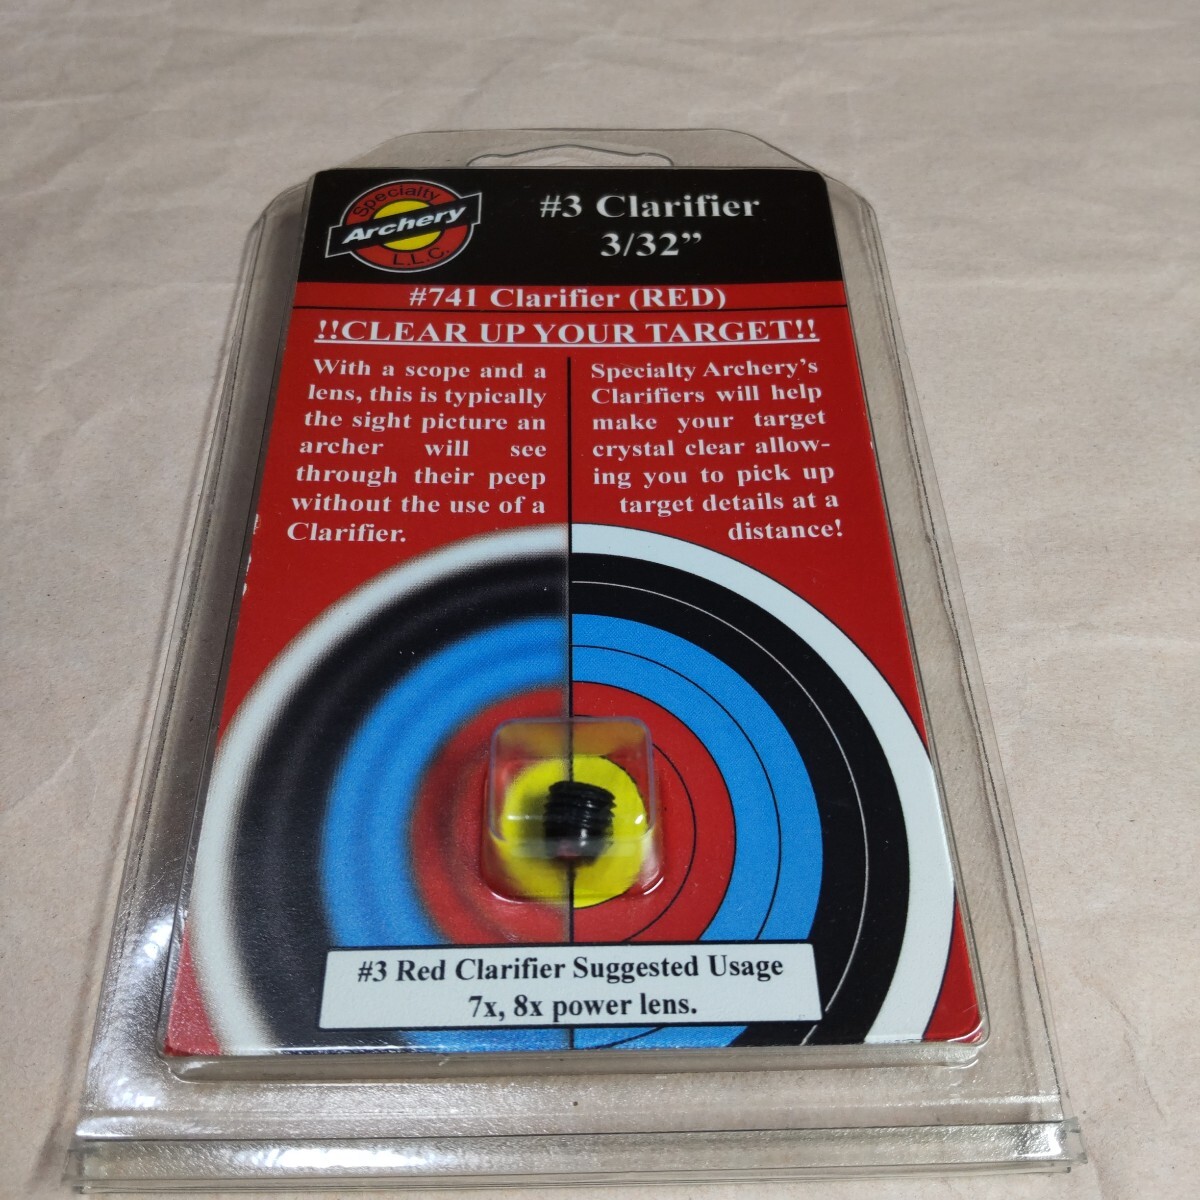 Specialty
Archery
L.L.C.
#3 Clarifier
3/32”
#741 Clarifier (RED)
!!CLEAR UP YOUR TARGET!!
With a scope and a
lens, this is typically
the sight picture an
archer will see
through their peep
without the use of a
Clarifier.
Specialty Archery’s
Clarifiers will help
make your target
crystal clear allow-
ing you to pick up
target details at a
distance!
#3 Red Clarifier Suggested Usage
7x, 8x power lens.